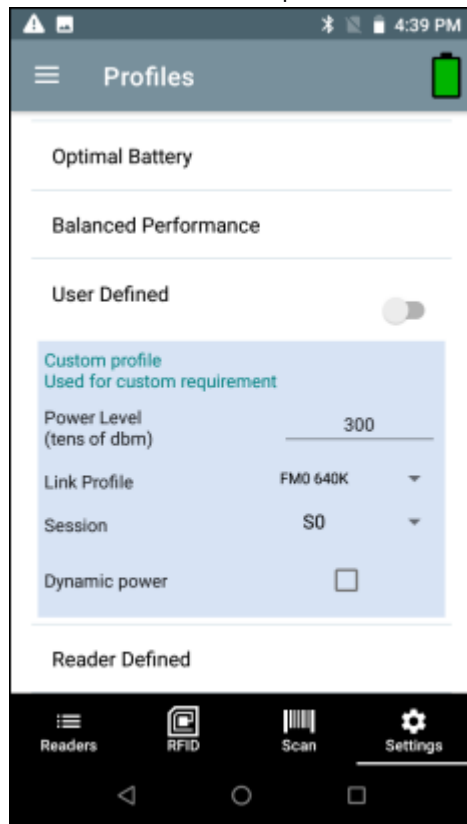 4:39 PM
Profiles
Optimal Battery
Balanced Performance
User Defined
Custom profile
Used for custom requirement
Power Level
(tens of dbm)
300
Link Profile
FM0 640K
Session
S0
Dynamic power
Reader Defined
Readers
RFID
Scan
Settings